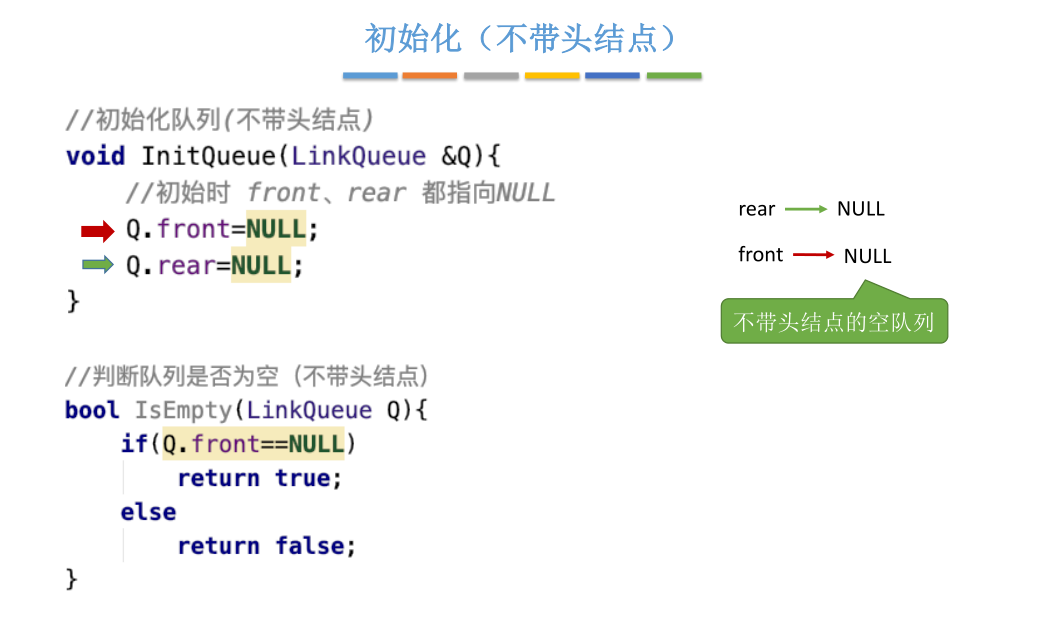 初始化（不带头结点）
//初始化队列(不带头结点)
void InitQueue(LinkQueue &Q){
//初始时 front、rear 都指向NULL
Q.front=NULL;
Q.rear=NULL;
}
rear NULL
front NULL
不带头结点的空队列
//判断队列是否为空（不带头结点）
bool IsEmpty(LinkQueue Q){
if(Q.front==NULL)
return true;
else
return false;
}